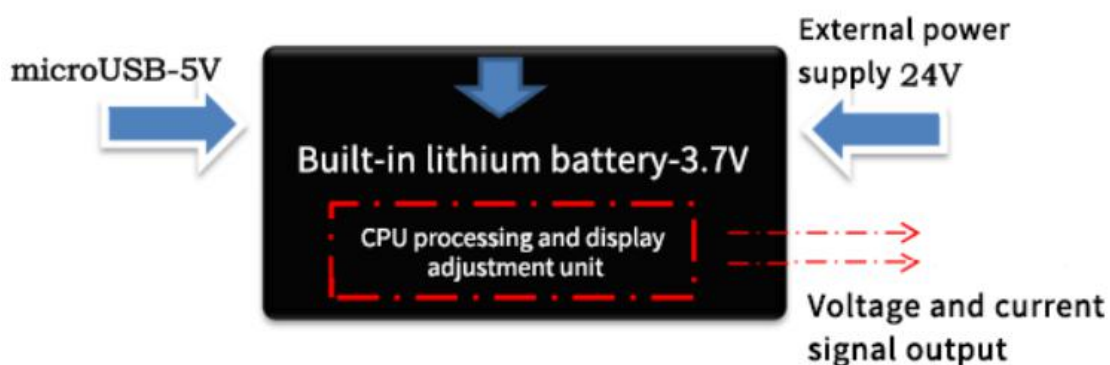 microUSB-5V
External power
supply 24V
Built-in lithium battery-3.7V
CPU processing and display
adjustment unit
Voltage and current
signal output